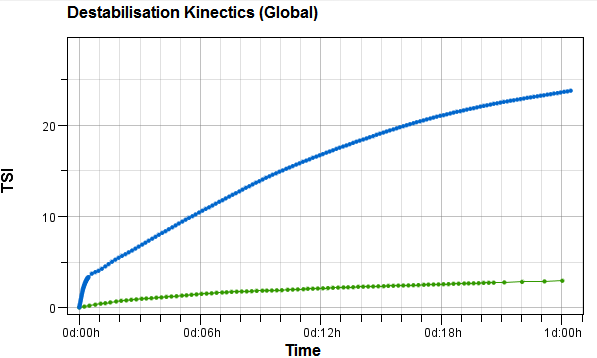 Destabilisation Kinectics (Global)
TSI
20
10
0
0d:00h 0d:06h 0d:12h 0d:18h 1d:00h
Time